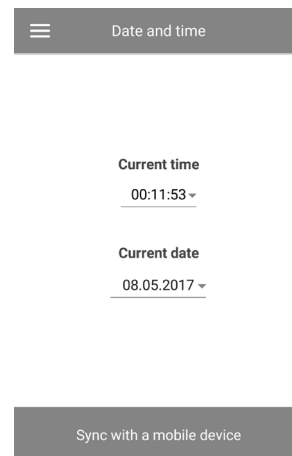 Date and time
Current time
00:11:53
Current date
08.05.2017
Sync with a mobile device